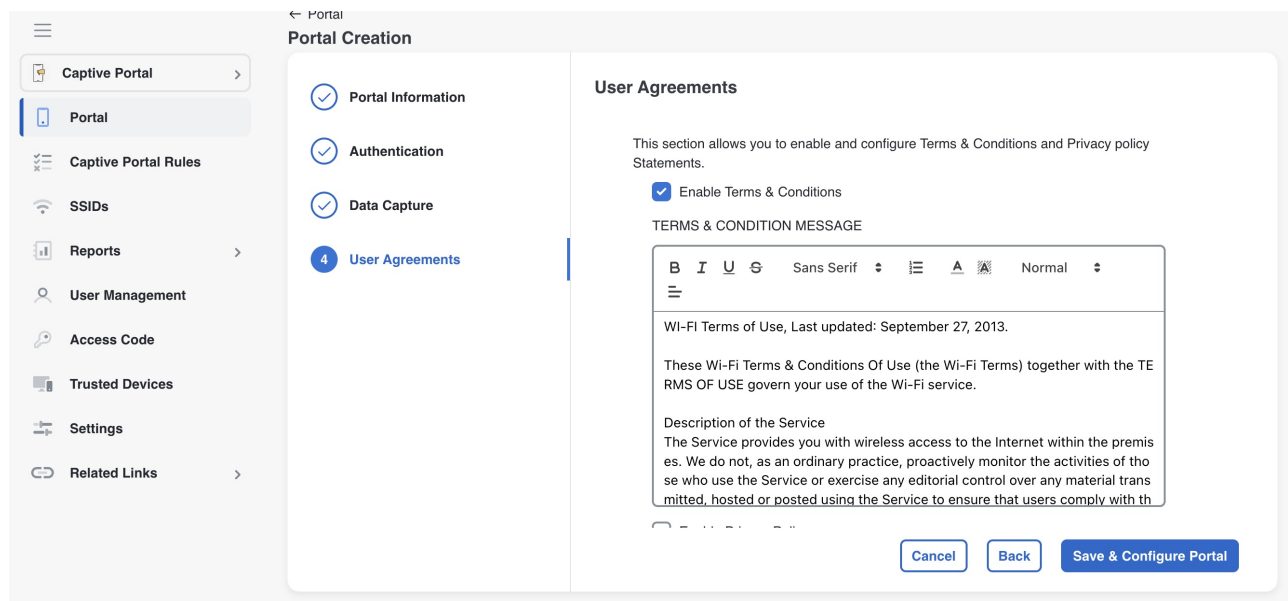 ← Portal
Portal Creation
Captive Portal
Portal
Captive Portal Rules
SSIDs
Reports
User Management
Access Code
Trusted Devices
Settings
Related Links
Portal Information
Authentication
Data Capture
4 User Agreements
User Agreements
This section allows you to enable and configure Terms & Conditions and Privacy policy
Statements.
Enable Terms & Conditions
TERMS & CONDITION MESSAGE
B I U S Sans Serif A A Normal
WI-FI Terms of Use, Last updated: September 27, 2013.
These Wi-Fi Terms & Conditions Of Use (the Wi-Fi Terms) together with the TE
RMS OF USE govern your use of the Wi-Fi service.
Description of the Service
The Service provides you with wireless access to the Internet within the premis
es. We do not, as an ordinary practice, proactively monitor the activities of tho
se who use the Service or exercise any editorial control over any material trans
mitted, hosted or posted using the Service to ensure that users comply with th
Cancel
Back
Save & Configure Portal